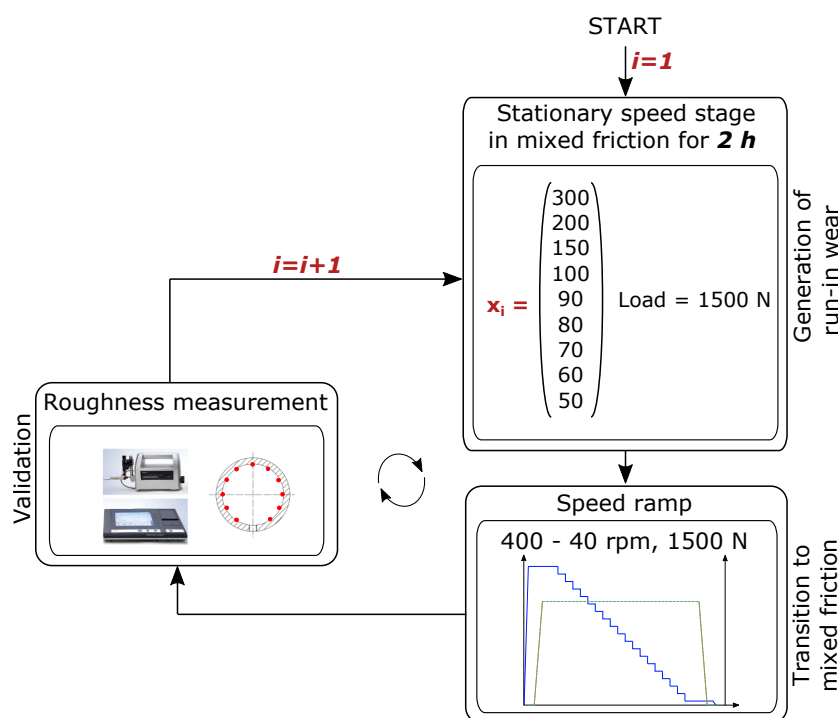 START
i=1
Stationary speed stage
in mixed friction for 2 h
300
200
150
100
90
80
70
60
50
x_i =
Load = 1500 N
Generation of
run-in wear
i=i+1
Roughness measurement
Validation
Speed ramp
400 - 40 rpm, 1500 N
Transition to
mixed friction